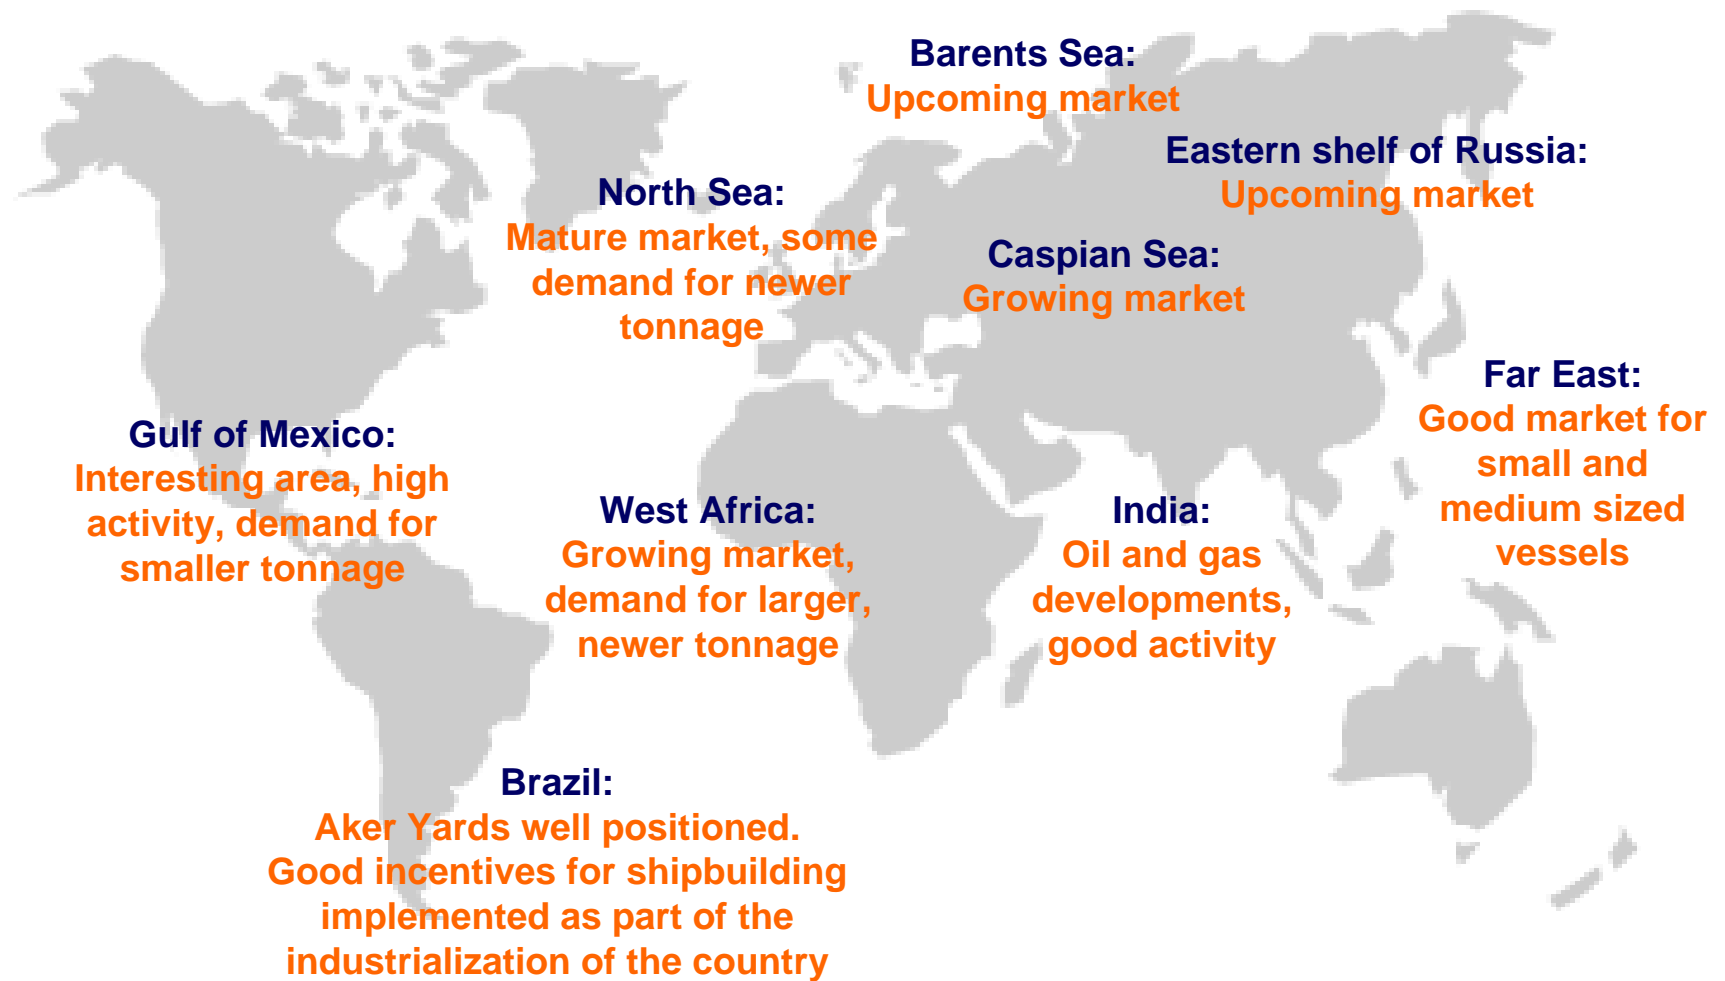 Barents Sea:
Upcoming market
Eastern shelf of Russia:
Upcoming market
North Sea:
Mature market, some
demand for newer
tonnage
Caspian Sea:
Growing market
Far East:
Good market for
small and
medium sized
vessels
Gulf of Mexico:
Interesting area, high
activity, demand for
smaller tonnage
West Africa:
Growing market,
demand for larger,
newer tonnage
India:
Oil and gas
developments,
good activity
Brazil:
Aker Yards well positioned.
Good incentives for shipbuilding
implemented as part of the
industrialization of the country